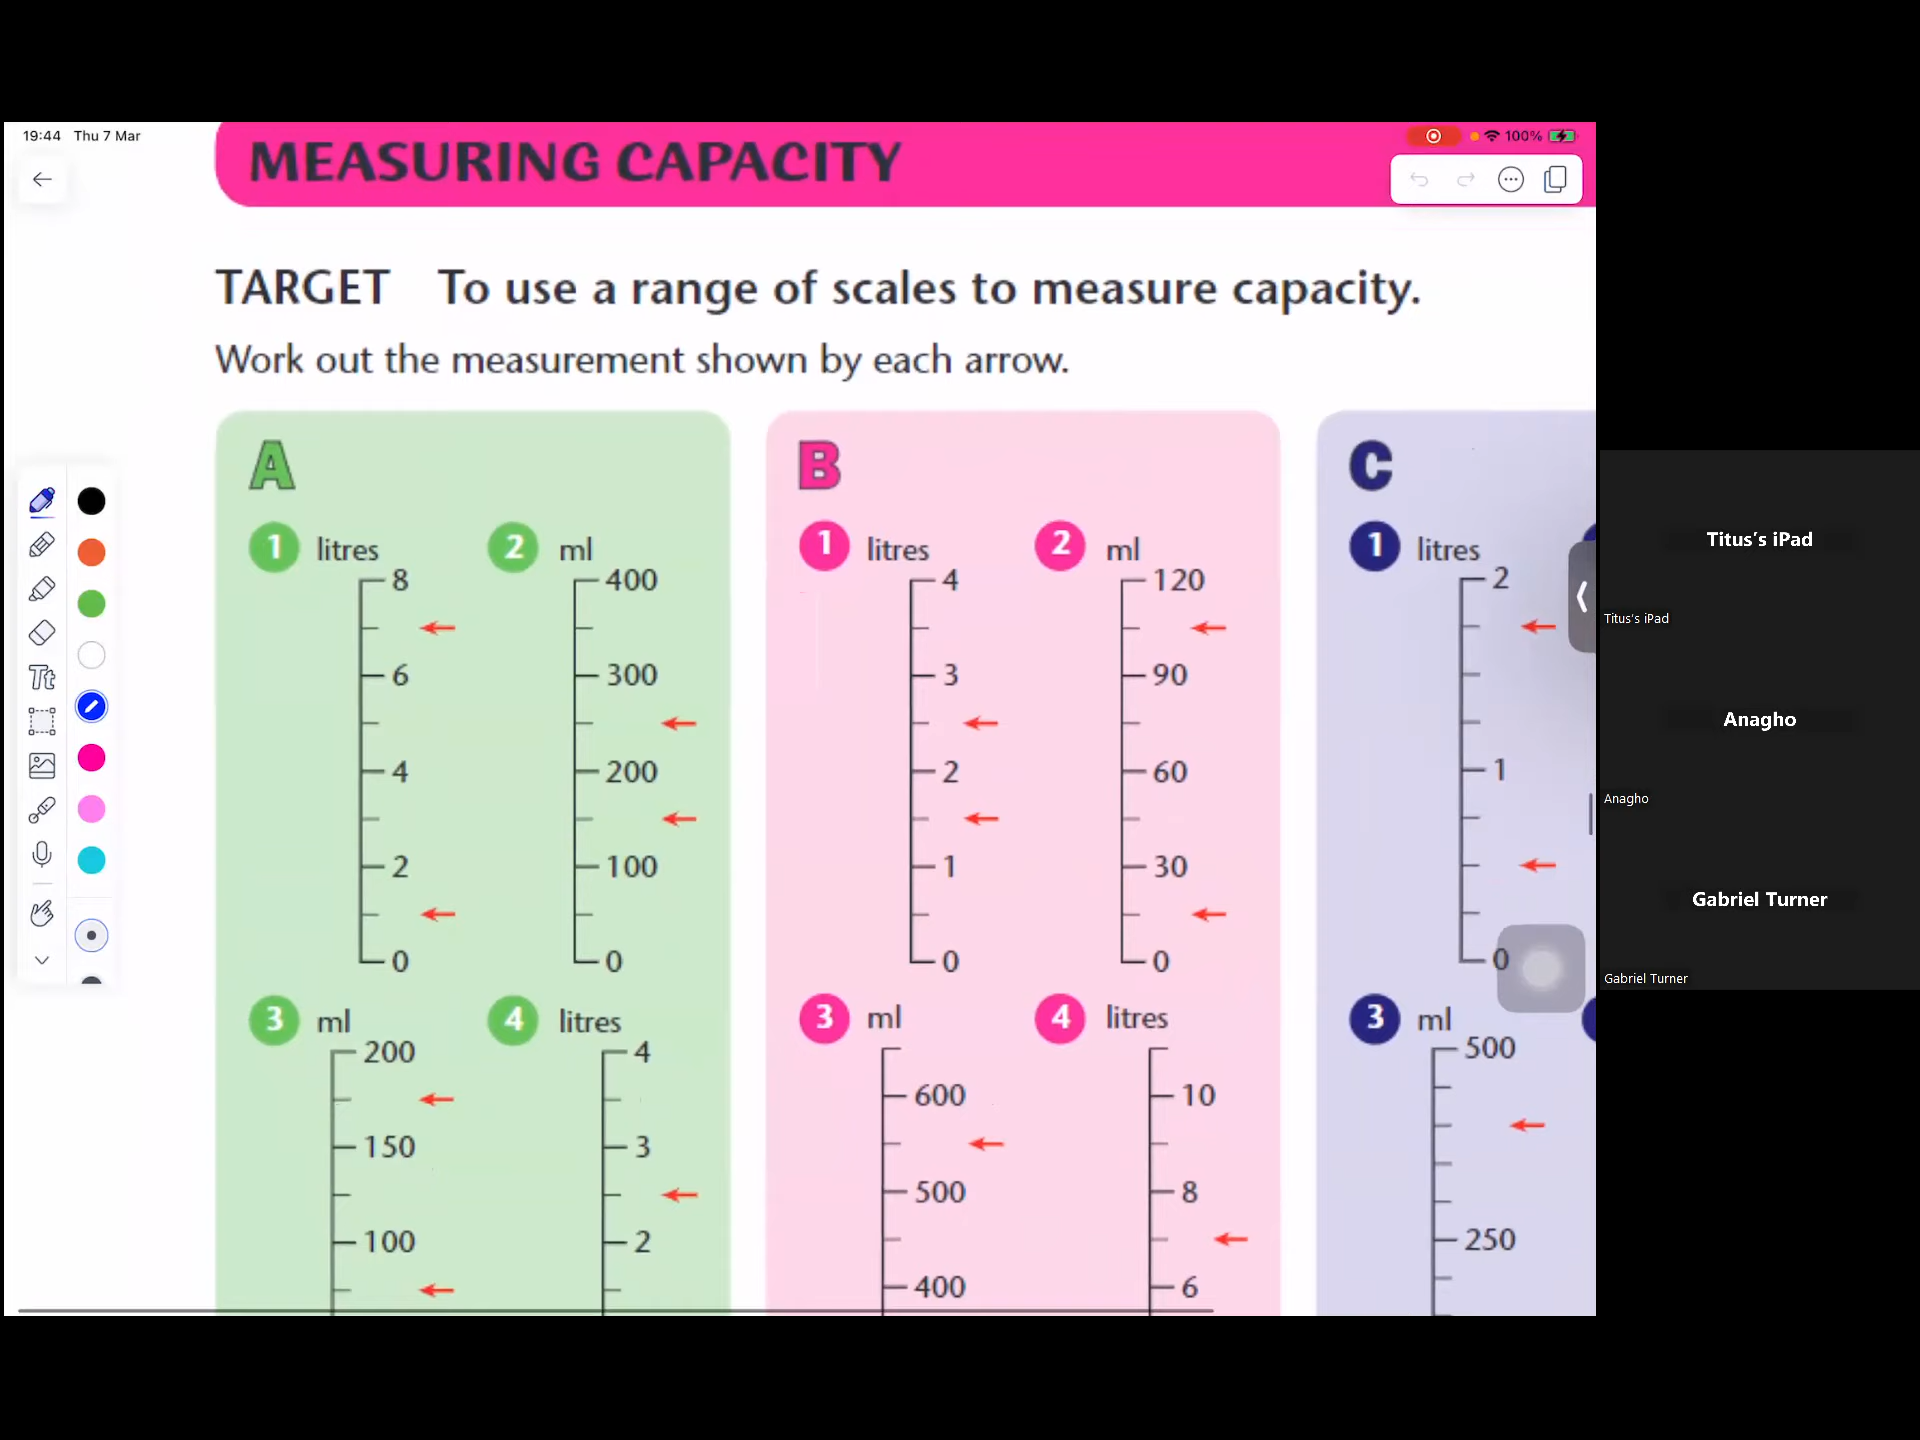 19:44 Thu 7 Mar
100%
MEASURING CAPACITY
TARGET To use a range of scales to measure capacity.
Work out the measurement shown by each arrow.
A
1 litres
8
6
4
2
0
2 ml
400
300
200
100
0
3 ml
200
150
100
4 litres
4
3
2
B
1 litres
4
3
2
1
0
2 ml
120
90
60
30
0
3 ml
600
500
400
4 litres
10
8
6
C
1 litres
2
1
0
3 ml
500
250
Tt
Titus's iPad
Titus's iPad
Anagho
Anagho
Gabriel Turner
Gabriel Turner